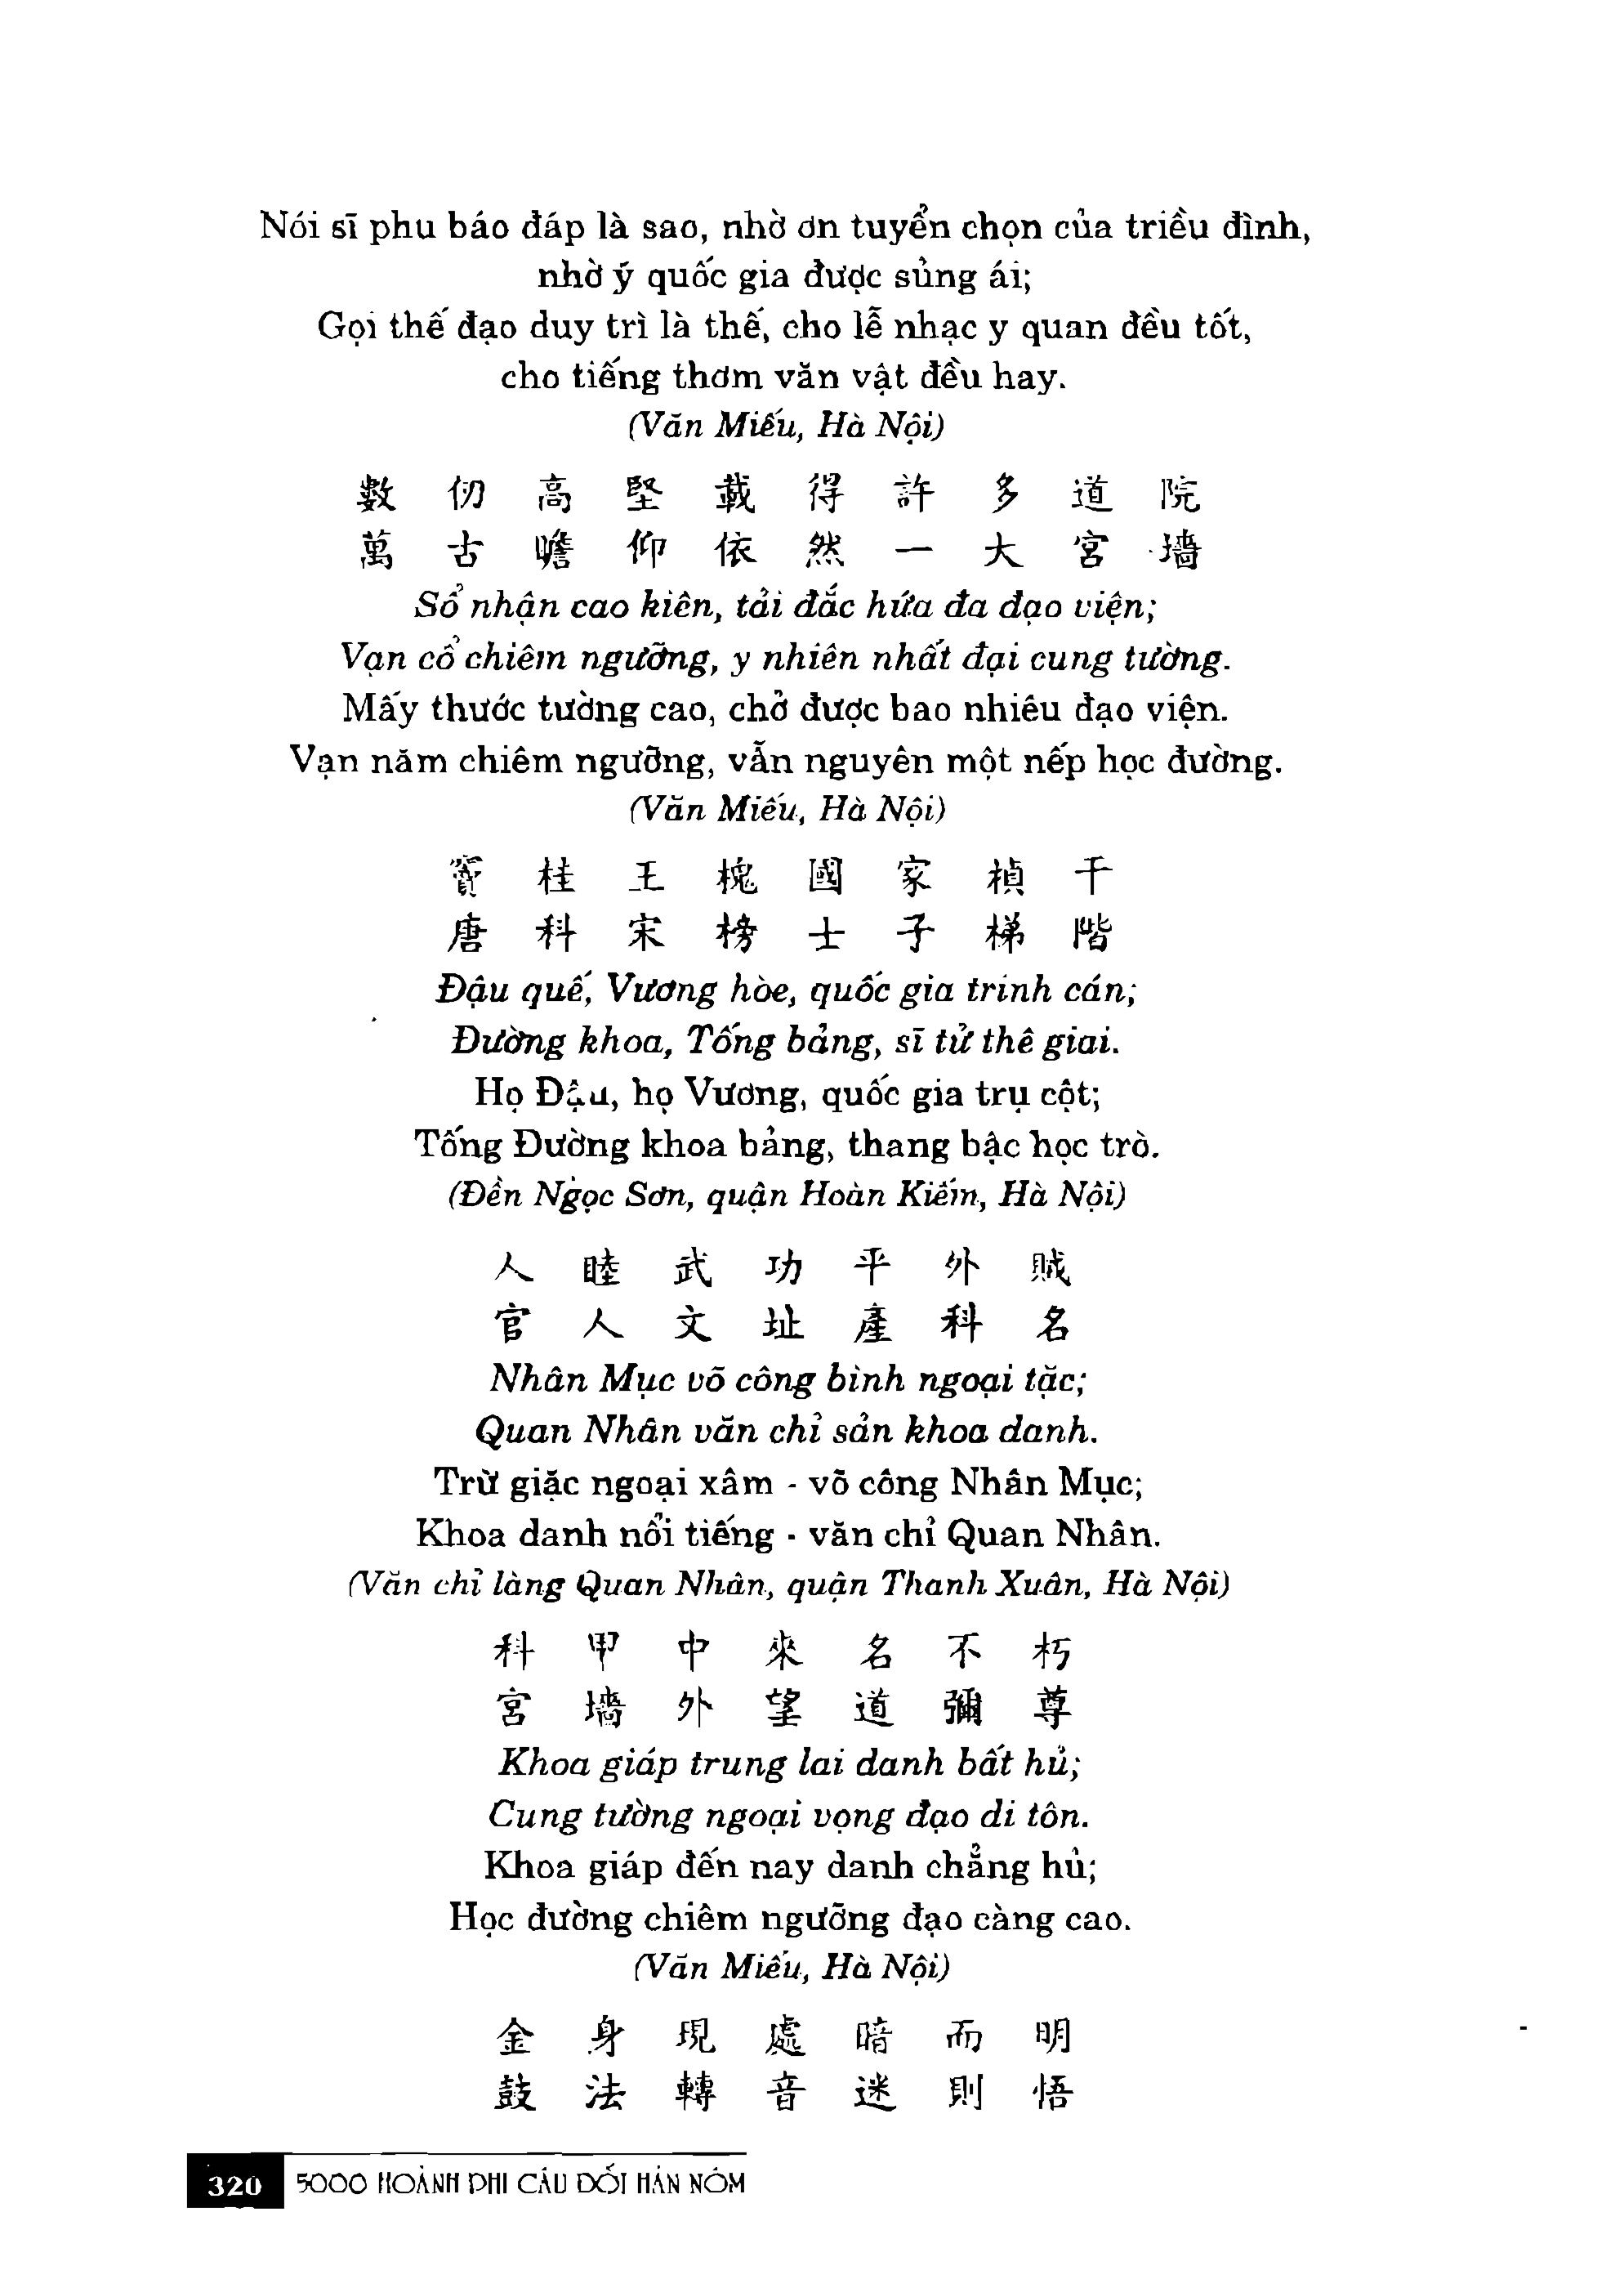 Nói sĩ phu báo đáp là sao, nhờ ơn tuyển chọn của triều đình,
nhờ ý quốc gia được sủng ái;
Gọi thế đạo duy trì là thế, cho lễ nhạc y quan đều tốt,
cho tiếng thơm văn vật đều hay.
(Văn Miếu, Hà Nội)
數 仞 高 堅 載 得 許 多 道 院
萬 古 瞻 仰 依 然 一 大 宮 墻
Sổ nhận cao kiên, tải đắc hứa đa đạo viện;
Vạn cổ chiêm ngưỡng, y nhiên nhất đại cung tường.
Mấy thước tường cao, chở được bao nhiêu đạo viện.
Vạn năm chiêm ngưỡng, vẫn nguyên một nếp học đường.
(Văn Miếu, Hà Nội)
竇 桂 王 槐 國 家 楨 干
唐 科 宋 榜 士 子 梯 階
Đậu quế, Vương hòe, quốc gia trinh cán;
Đường khoa, Tống bảng, sĩ tử thê giai.
Họ Đậu, họ Vương, quốc gia trụ cột;
Tống Đường khoa bảng, thang bậc học trò.
(Đền Ngọc Sơn, quận Hoàn Kiếm, Hà Nội)
人 睦 武 功 平 外 賊
官 人 文 址 產 科 名
Nhân Mục võ công bình ngoại tặc;
Quan Nhân văn chỉ sản khoa danh.
Trừ giặc ngoại xâm - võ công Nhân Mục;
Khoa danh nổi tiếng - văn chỉ Quan Nhân.
(Văn chỉ làng Quan Nhân, quận Thanh Xuân, Hà Nội)
科 甲 中 來 名 不 朽
宮 墻 外 望 道 彌 尊
Khoa giáp trung lai danh bất hủ;
Cung tường ngoại vọng đạo di tôn.
Khoa giáp đến nay danh chẳng hủ;
Học đường chiêm ngưỡng đạo càng cao.
(Văn Miếu, Hà Nội)
金 身 現 處 暗 而 明
鼓 法 轉 音 迷 則 悟
320 5000 HOÀNH PHI CÂU ĐỐI HÁN NÔM